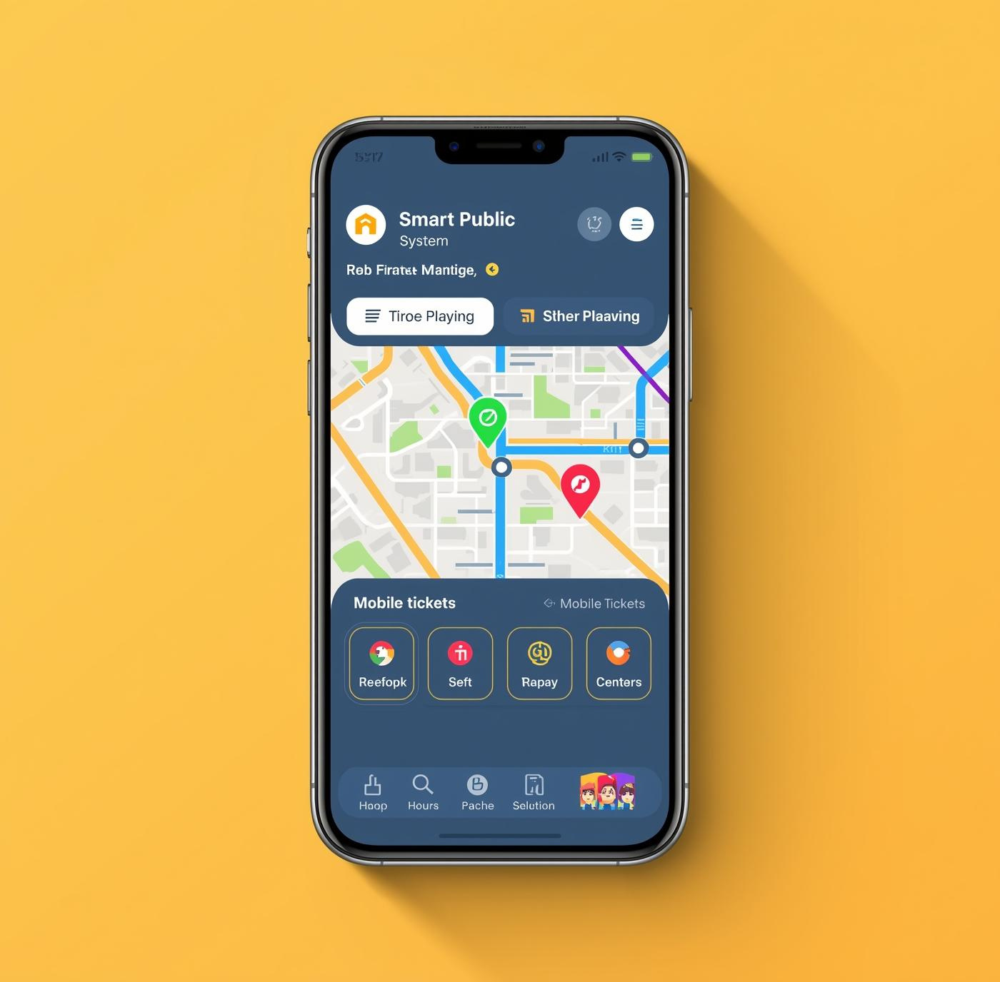 Smart Public
System
Reb Firatst Mantige,
Tiroe Playing
Sther Plaaving
Mobile tickets
Mobile Tickets
Reefopk
Seft
Rapay
Centers
Hoop
Hours
Pache
Selution